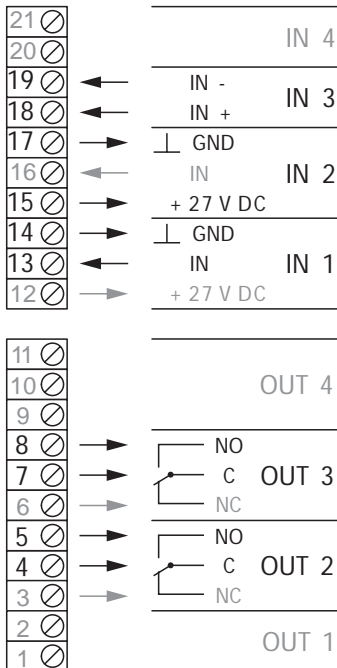 21 IN 4
20
19 IN -
18 IN + IN 3
17 GND
16 IN IN 2
15 + 27 V DC
14 GND
13 IN IN 1
12 + 27 V DC
11
10 OUT 4
9
8 NO
7 C OUT 3
6 NC
5 NO
4 C OUT 2
3 NC
2 OUT 1
1